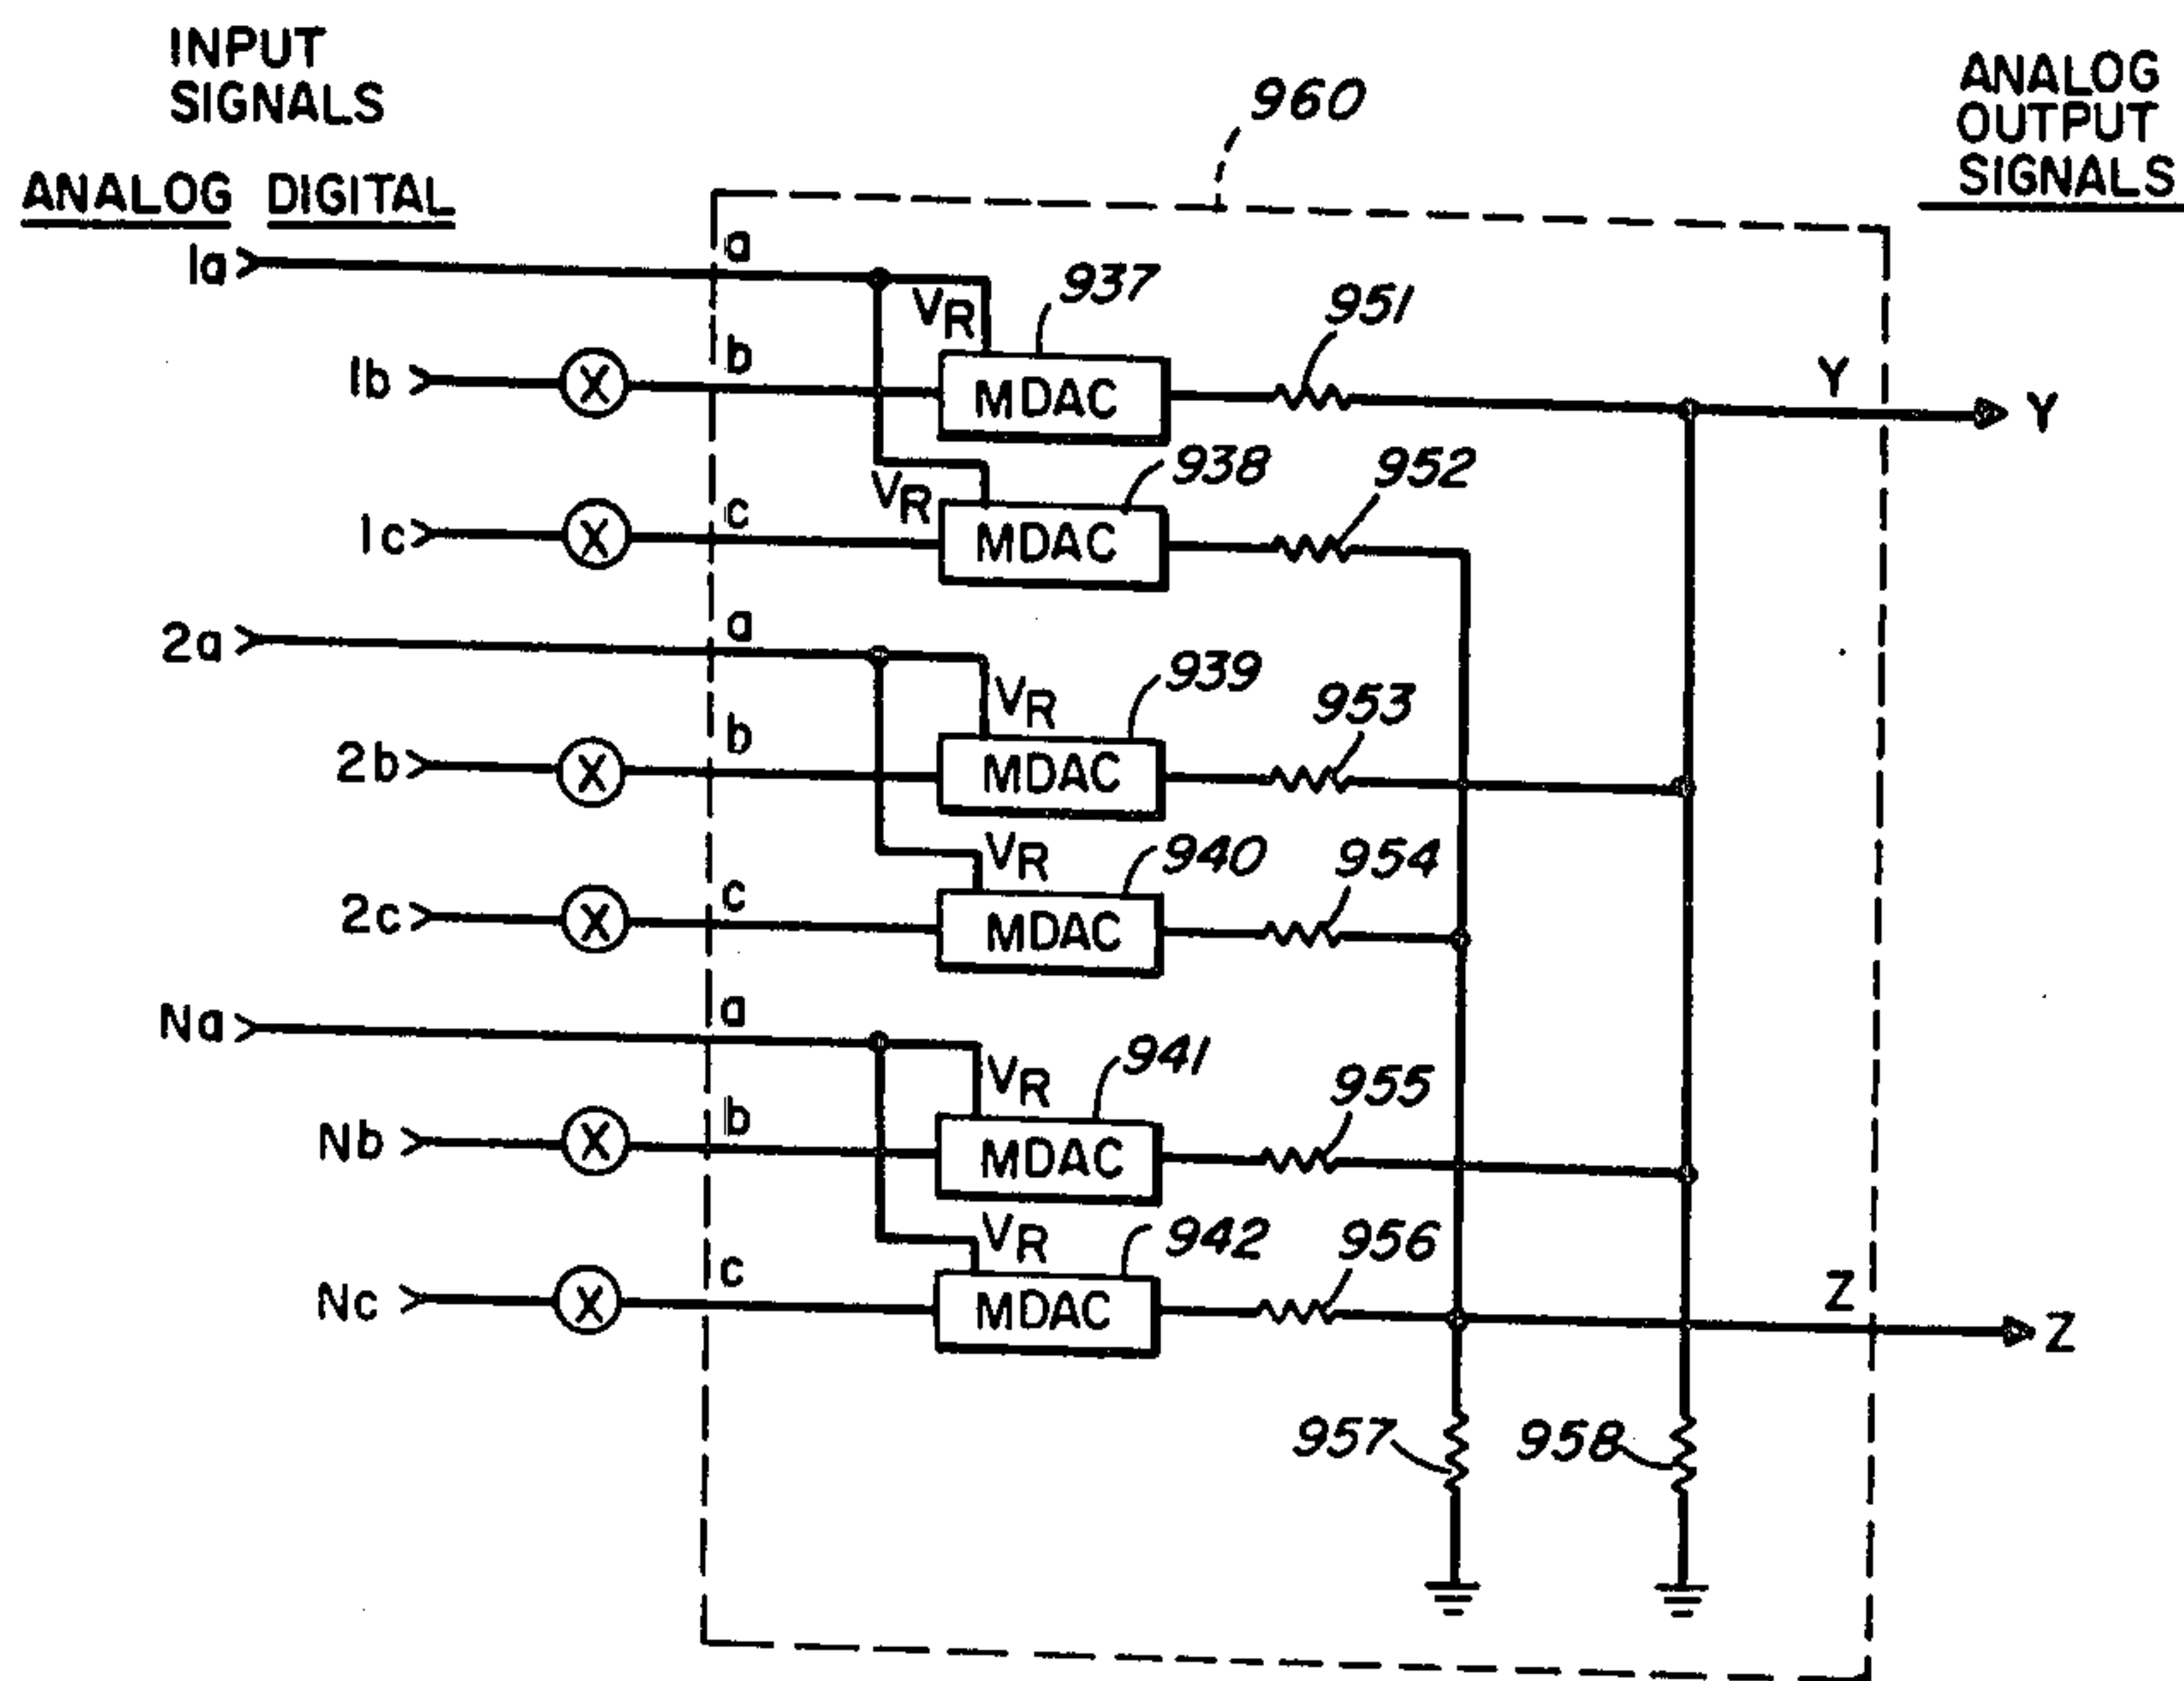 INPUT
SIGNALS
ANALOG DIGITAL
960
ANALOG
OUTPUT
SIGNALS
1a
a
VR
937
951
1b
X
b
MDAC
Y
Y
1c
X
c
VR
938
MDAC
952
2a
a
VR
939
953
2b
X
b
MDAC
2c
X
c
VR
940
MDAC
954
Na
a
VR
941
955
Nb
X
b
MDAC
Nc
X
c
VR
942
MDAC
956
Z
Z
957
958